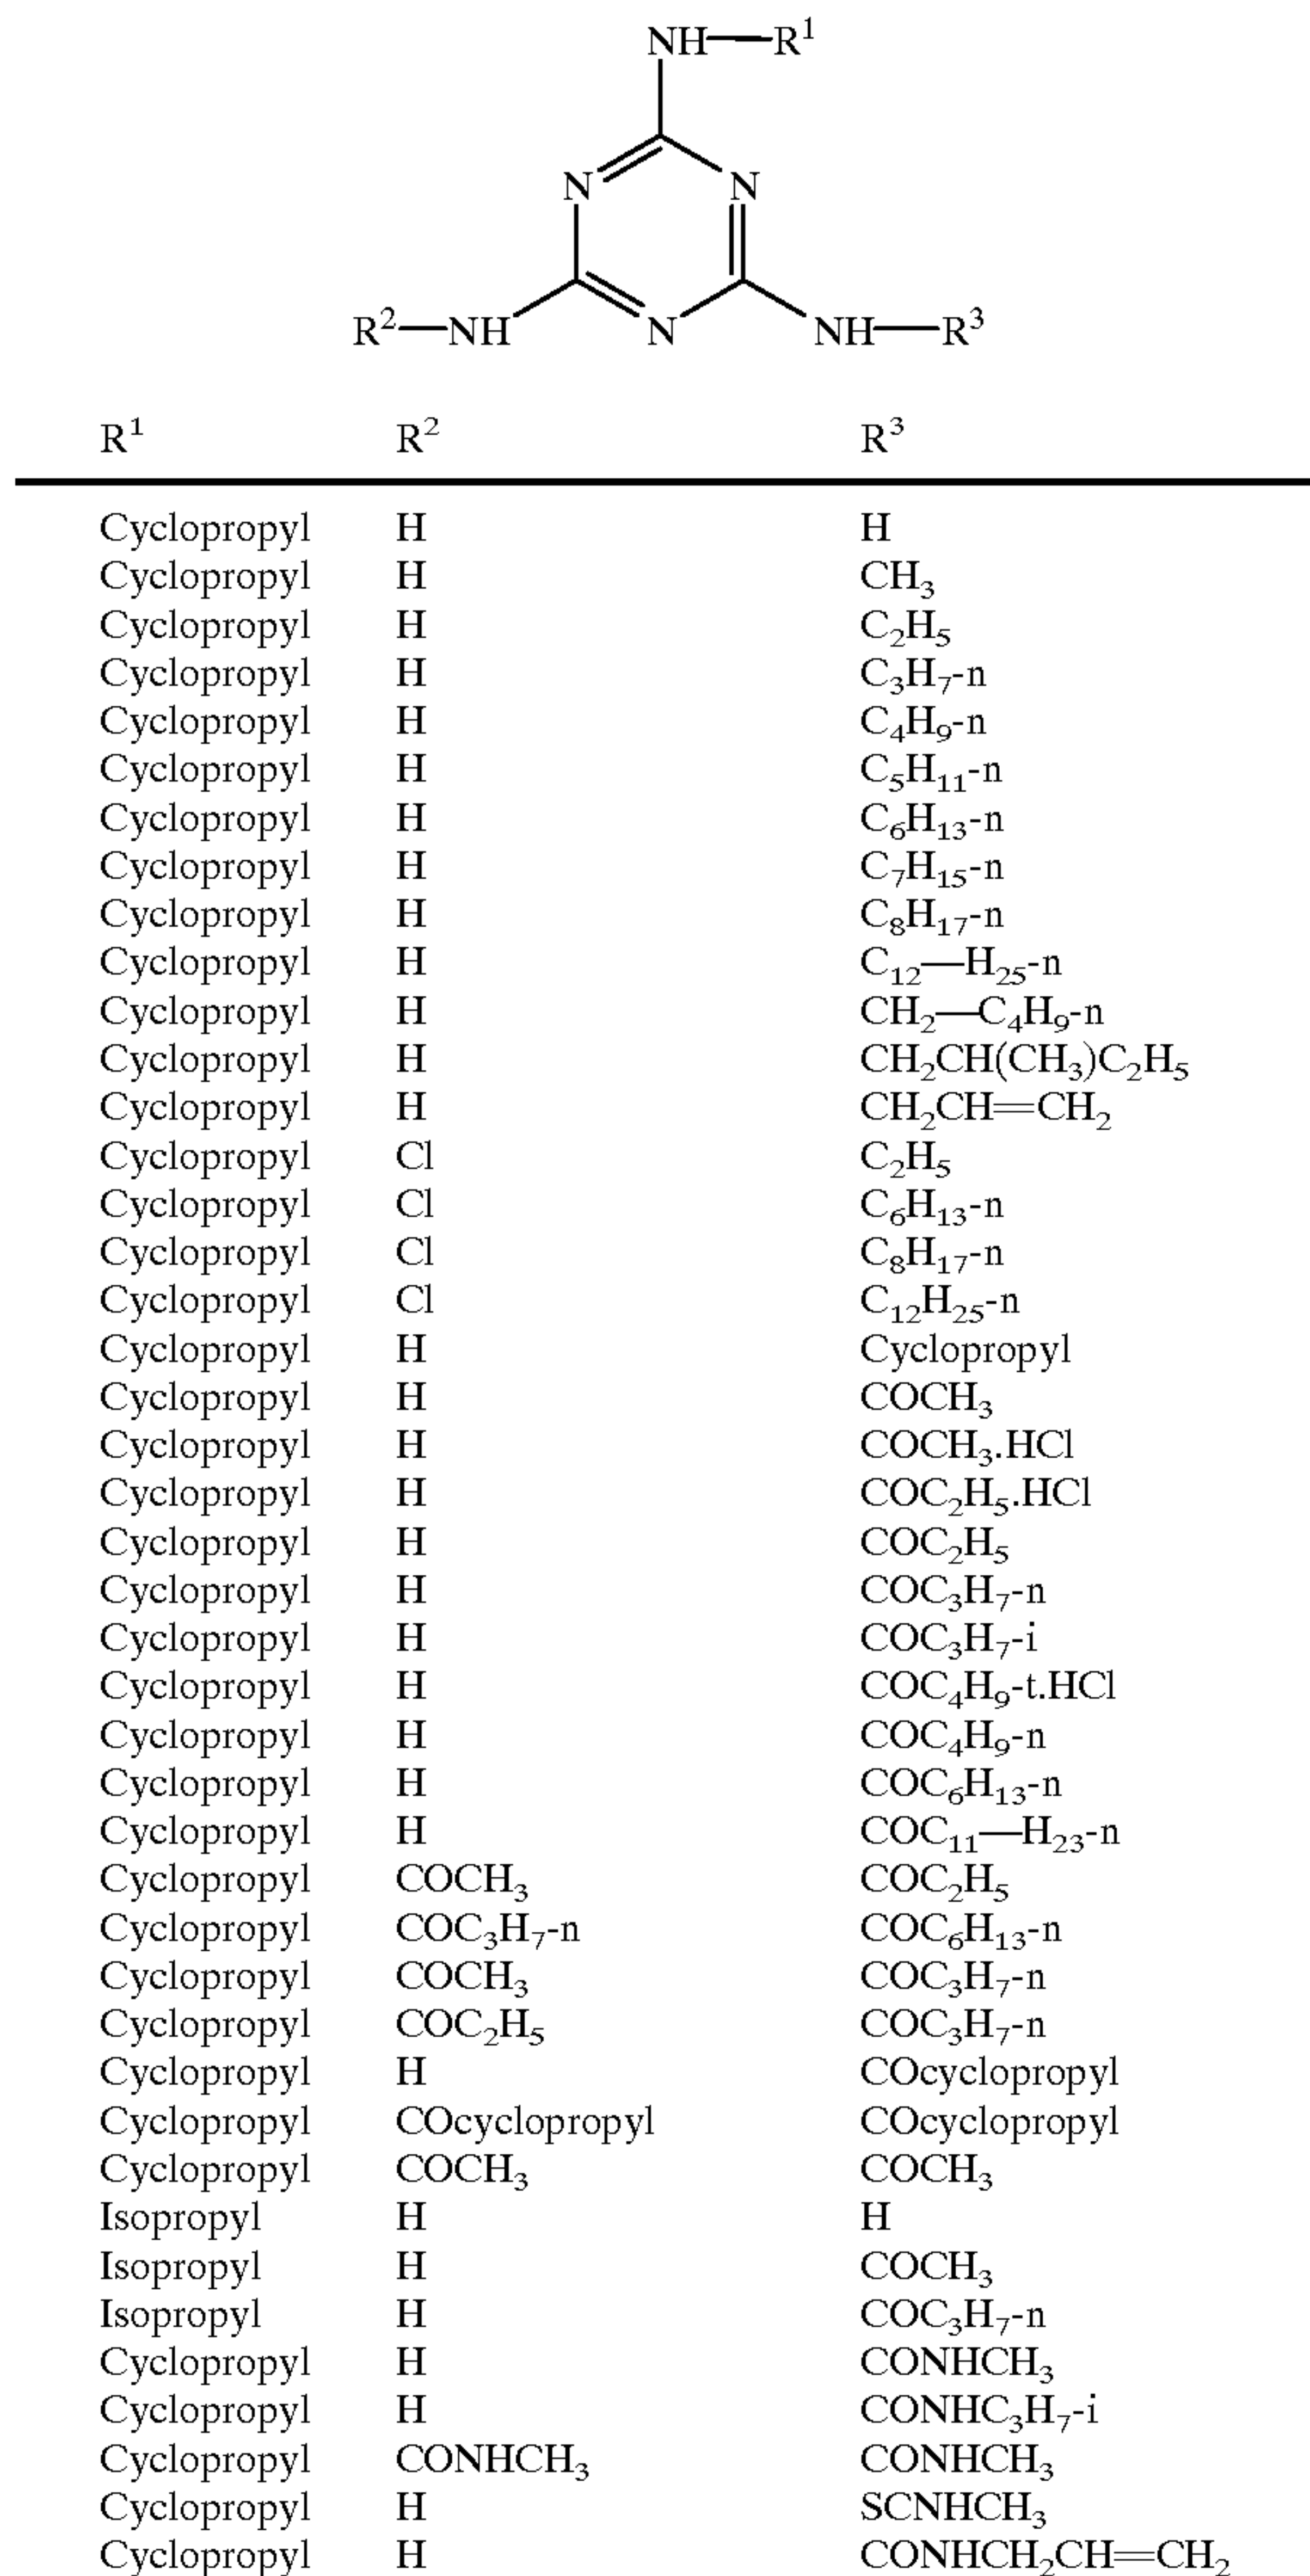 NH—R¹
N N
R²—NH N NH—R³
R¹ R² R³
Cyclopropyl H H
Cyclopropyl H CH₃
Cyclopropyl H C₂H₅
Cyclopropyl H C₃H₇-n
Cyclopropyl H C₄H₉-n
Cyclopropyl H C₅H₁₁-n
Cyclopropyl H C₆H₁₃-n
Cyclopropyl H C₇H₁₅-n
Cyclopropyl H C₈H₁₇-n
Cyclopropyl H C₁₂—H₂₅-n
Cyclopropyl H CH₂—C₄H₉-n
Cyclopropyl H CH₂CH(CH₃)C₂H₅
Cyclopropyl H CH₂CH=CH₂
Cyclopropyl Cl C₂H₅
Cyclopropyl Cl C₆H₁₃-n
Cyclopropyl Cl C₈H₁₇-n
Cyclopropyl Cl C₁₂H₂₅-n
Cyclopropyl H Cyclopropyl
Cyclopropyl H COCH₃
Cyclopropyl H COCH₃.HCl
Cyclopropyl H COC₂H₅.HCl
Cyclopropyl H COC₂H₅
Cyclopropyl H COC₃H₇-n
Cyclopropyl H COC₃H₇-i
Cyclopropyl H COC₄H₉-t.HCl
Cyclopropyl H COC₄H₉-n
Cyclopropyl H COC₆H₁₃-n
Cyclopropyl H COC₁₁—H₂₃-n
Cyclopropyl COCH₃ COC₂H₅
Cyclopropyl COC₃H₇-n COC₆H₁₃-n
Cyclopropyl COCH₃ COC₃H₇-n
Cyclopropyl COC₂H₅ COC₃H₇-n
Cyclopropyl H COcyclopropyl
Cyclopropyl COcyclopropyl COcyclopropyl
Cyclopropyl COCH₃ COCH₃
Isopropyl H H
Isopropyl H COCH₃
Isopropyl H COC₃H₇-n
Cyclopropyl H CONHCH₃
Cyclopropyl H CONHC₃H₇-i
Cyclopropyl CONHCH₃ CONHCH₃
Cyclopropyl H SCNHCH₃
Cyclopropyl H CONHCH₂CH=CH₂